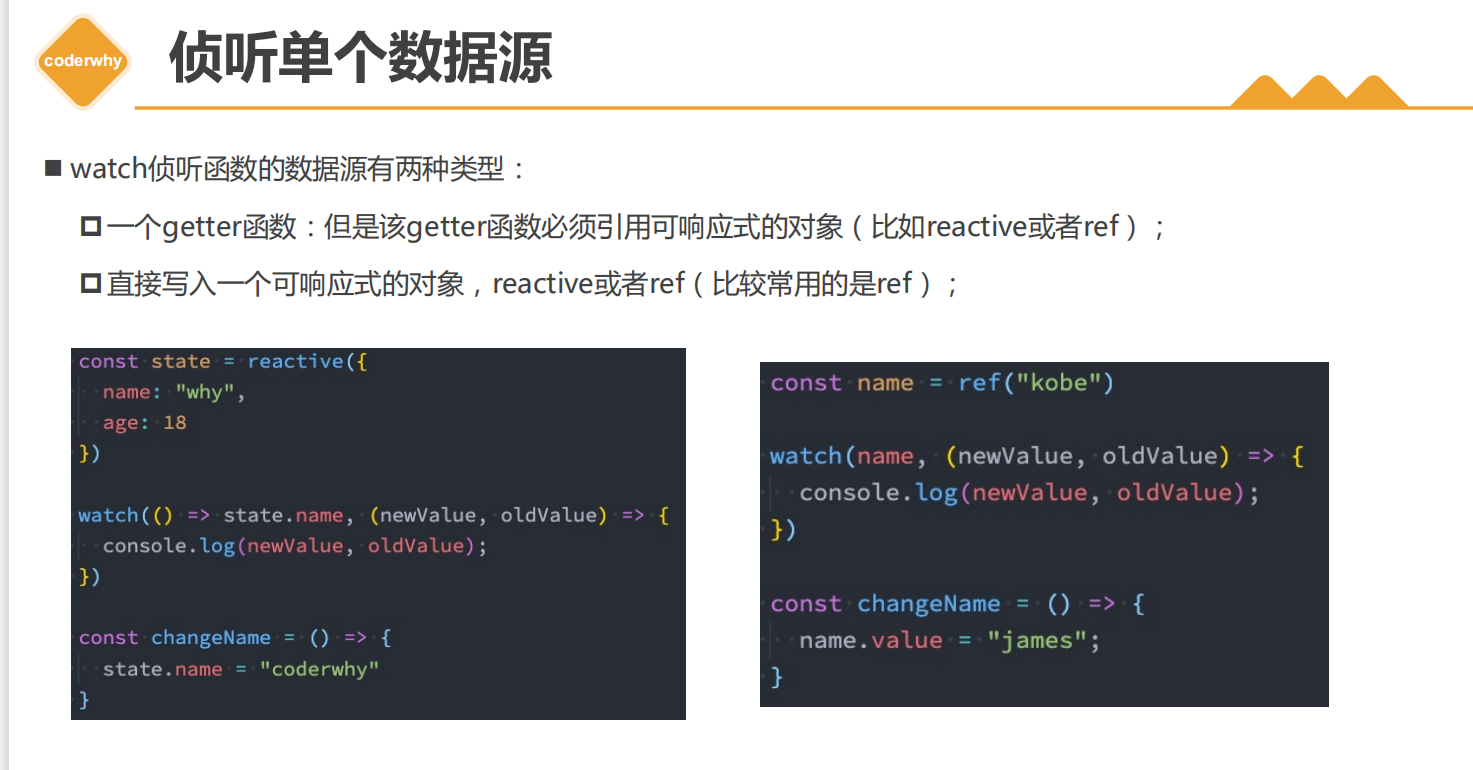 coderwhy
侦听单个数据源
watch侦听函数的数据源有两种类型：
一个getter函数：但是该getter函数必须引用可响应式的对象（比如reactive或者ref）；
直接写入一个可响应式的对象，reactive或者ref（比较常用的是ref）；
const state = reactive({
  name: "why",
  age: 18
})
watch(() => state.name, (newValue, oldValue) => {
  console.log(newValue, oldValue);
})
const changeName = () => {
  state.name = "coderwhy"
}
const name = ref("kobe")
watch(name, (newValue, oldValue) => {
  console.log(newValue, oldValue);
})
const changeName = () => {
  name.value = "james";
}